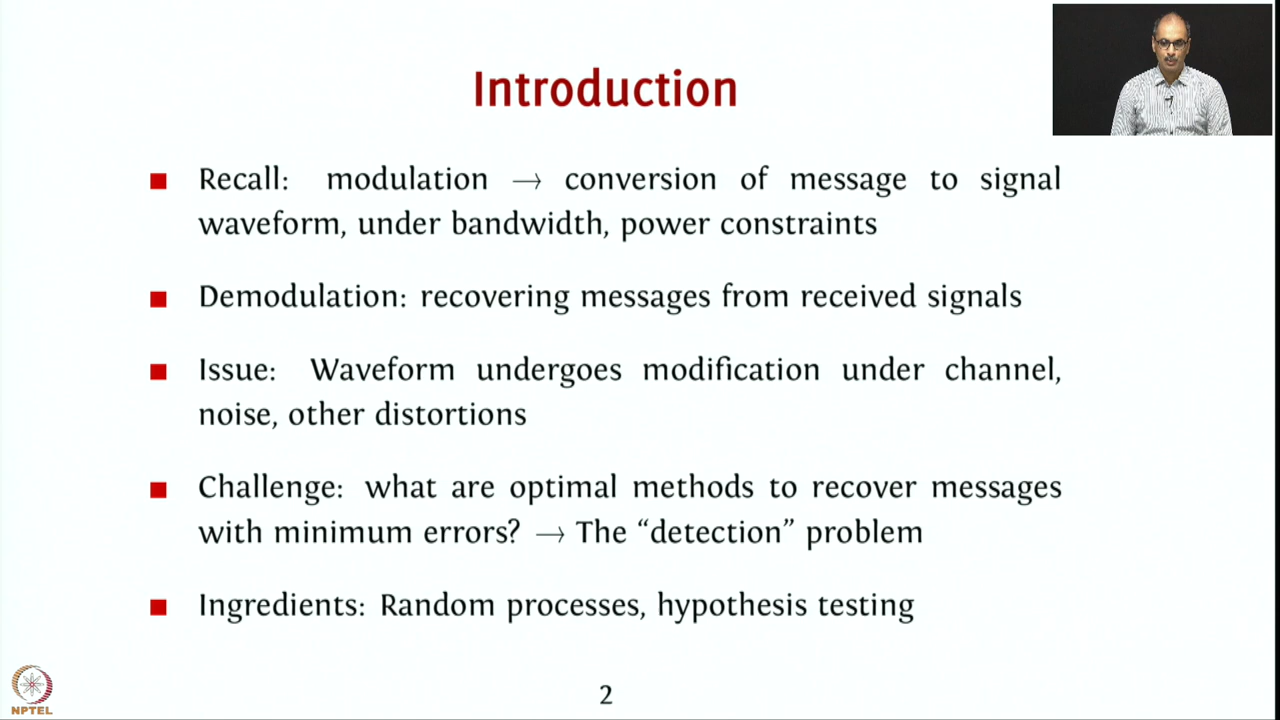 Introduction
Recall: modulation → conversion of message to signal
waveform, under bandwidth, power constraints
Demodulation: recovering messages from received signals
Issue: Waveform undergoes modification under channel,
noise, other distortions
Challenge: what are optimal methods to recover messages
with minimum errors? → The “detection” problem
Ingredients: Random processes, hypothesis testing
2
NPTEL